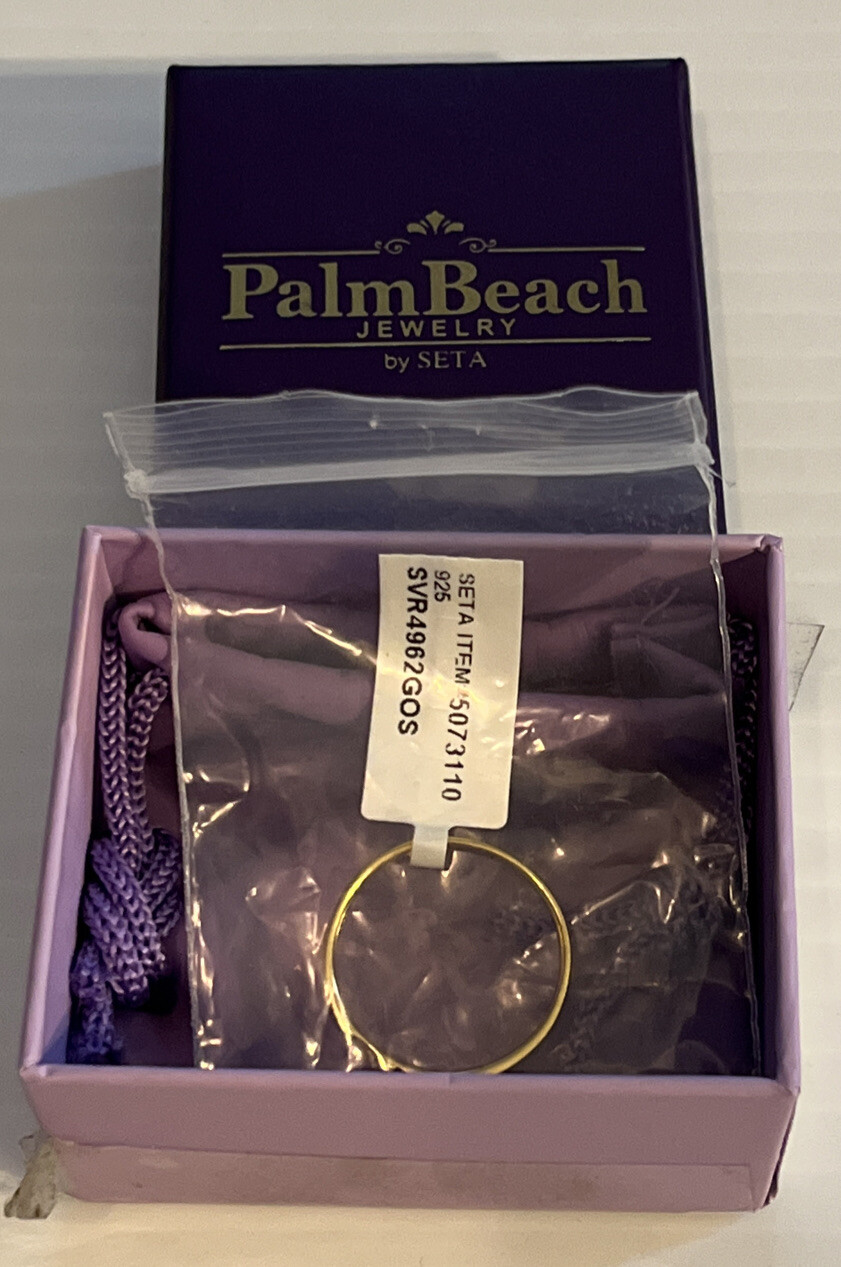 PalmBeach
JEWELRY
by SETA
SETA ITEM 5073110
925
SVR4962GOS